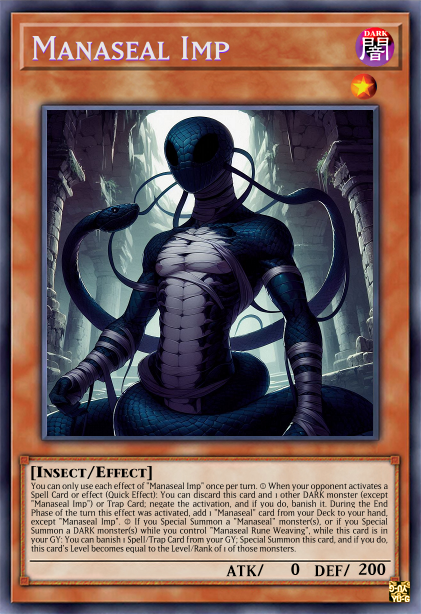 MANASEAL IMP
DARK
闇
[INSECT/EFFECT]
You can only use each effect of "Manaseal Imp" once per turn. ① When your opponent activates a
Spell Card or effect (Quick Effect): You can discard this card and 1 other DARK monster (except
"Manaseal Imp") or Trap Card; negate the activation, and if you do, banish it. During the End
Phase of the turn this effect was activated, add 1 "Manaseal" card from your Deck to your hand,
except "Manaseal Imp". ① If you Special Summon a "Manaseal" monster(s), or if you Special
Summon a DARK monster(s) while you control "Manaseal Rune Weaving", while this card is in
your GY: You can banish 1 Spell/Trap Card from your GY; Special Summon this card, and if you do,
this card's Level becomes equal to the Level/Rank of 1 of those monsters.
ATK/ 0 DEF/ 200